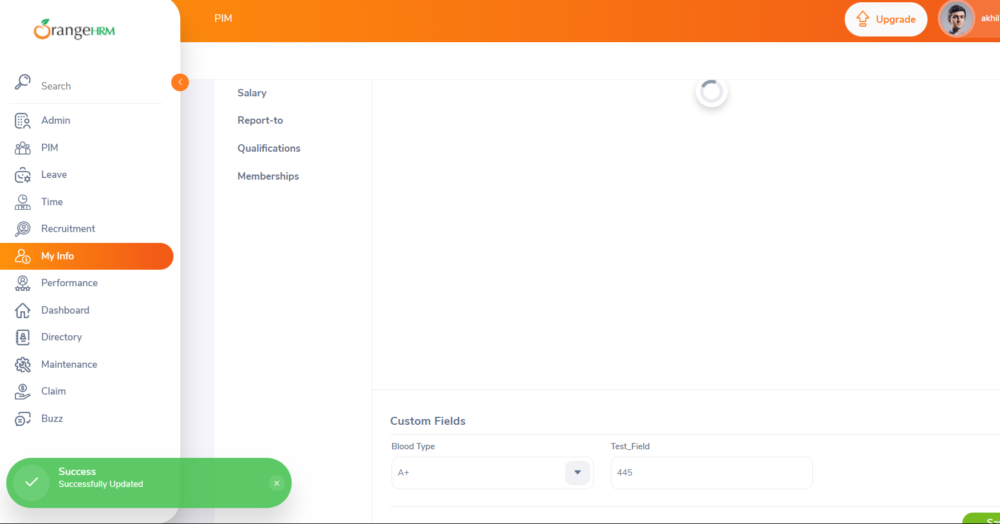 OrangeHRM
PIM
Upgrade
akhil
Search
Admin
PIM
Leave
Time
Recruitment
My Info
Performance
Dashboard
Directory
Maintenance
Claim
Buzz
Salary
Report-to
Qualifications
Memberships
Custom Fields
Blood Type
Test_Field
A+
445
Success
Successfully Updated